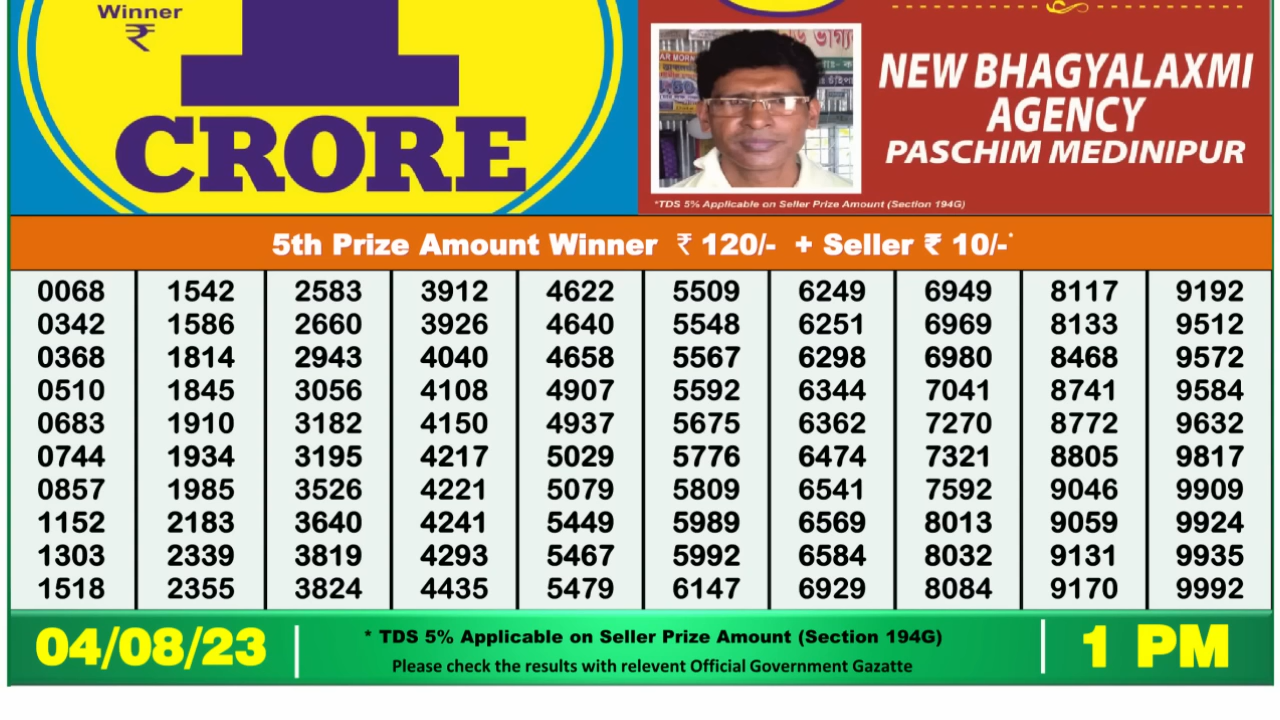 Winner
₹
1
CRORE
NEW BHAGYALAXMI
AGENCY
PASCHIM MEDINIPUR
*TDS 5% Applicable on Seller Prize Amount (Section 194G)
5th Prize Amount Winner ₹ 120/- + Seller ₹ 10/-*
0068 1542 2583 3912 4622 5509 6249 6949 8117 9192
0342 1586 2660 3926 4640 5548 6251 6969 8133 9512
0368 1814 2943 4040 4658 5567 6298 6980 8468 9572
0510 1845 3056 4108 4907 5592 6344 7041 8741 9584
0683 1910 3182 4150 4937 5675 6362 7270 8772 9632
0744 1934 3195 4217 5029 5776 6474 7321 8805 9817
0857 1985 3526 4221 5079 5809 6541 7592 9046 9909
1152 2183 3640 4241 5449 5989 6569 8013 9059 9924
1303 2339 3819 4293 5467 5992 6584 8032 9131 9935
1518 2355 3824 4435 5479 6147 6929 8084 9170 9992
04/08/23
* TDS 5% Applicable on Seller Prize Amount (Section 194G)
Please check the results with relevent Official Government Gazatte
1 PM